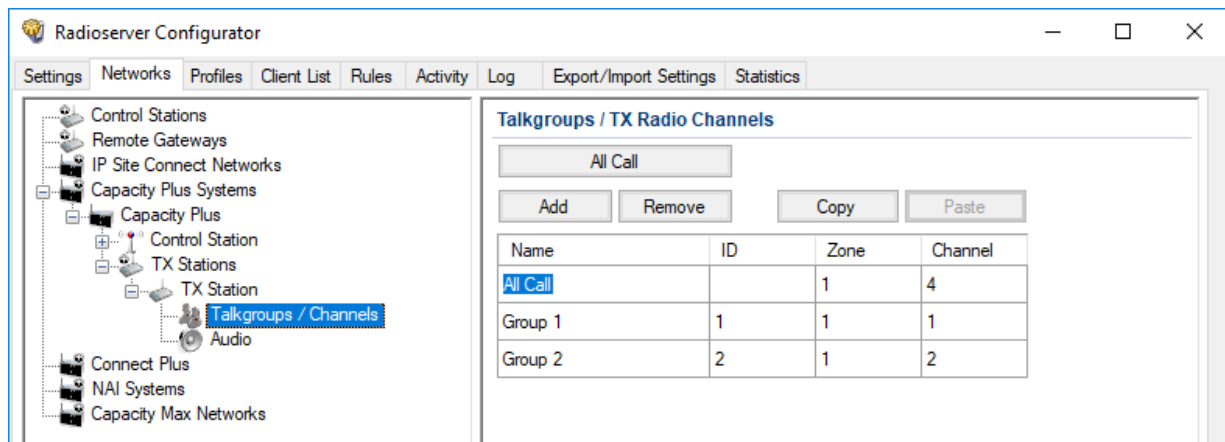 Radioserver Configurator
Settings Networks Profiles Client List Rules Activity Log Export/Import Settings Statistics
Control Stations
Remote Gateways
IP Site Connect Networks
Capacity Plus Systems
Capacity Plus
Control Station
TX Stations
TX Station
Talkgroups / Channels
Audio
Connect Plus
NAI Systems
Capacity Max Networks
Talkgroups / TX Radio Channels
All Call
Add Remove Copy Paste
Name ID Zone Channel
All Call 1 4
Group 1 1 1 1
Group 2 2 1 2